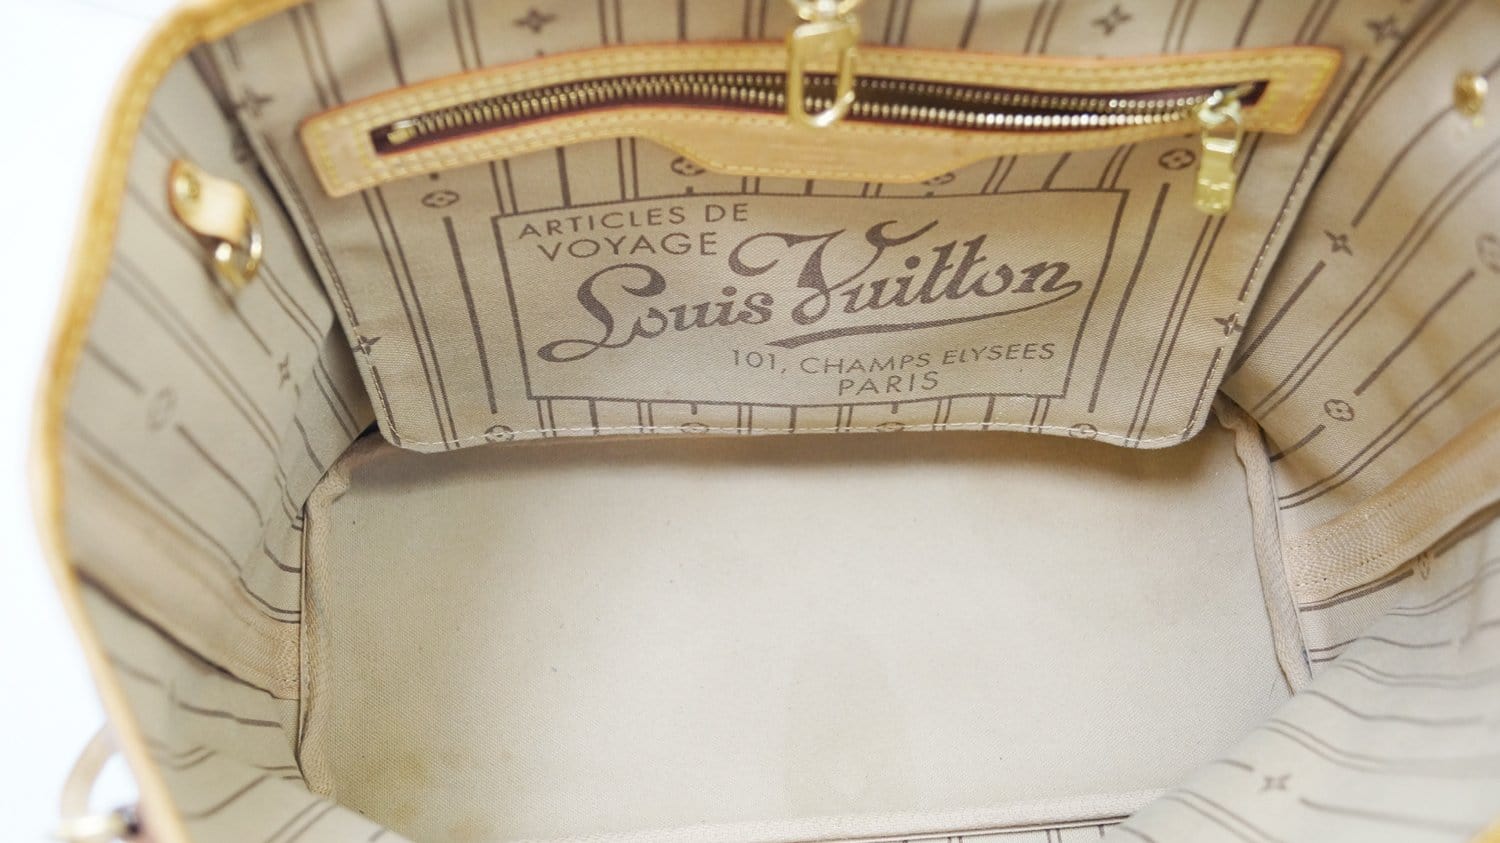 ARTICLES DE
VOYAGE
Louis Vuitton
101, CHAMPS ELYSEES
PARIS